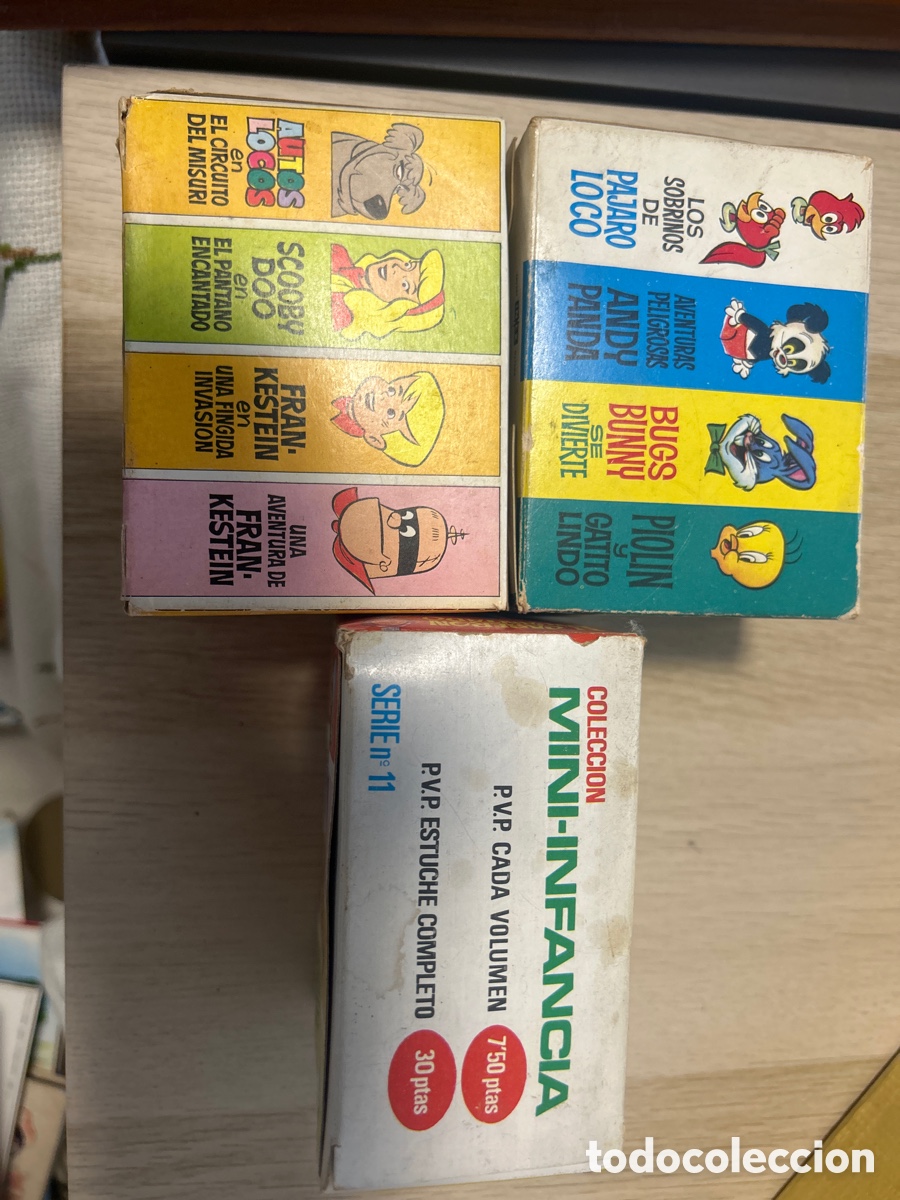 AUTOS
LOCOS
en
EL CIRCUITO
DEL MISURI
SCOOBY
DOO
en
EL PANTANO
ENCANTADO
FRAN-
KESTEIN
en
UNA FINGIDA
INVASION
UNA
AVENTURA DE
FRAN-
KESTEIN
LOS
SOBRINOS
DE
PAJARO
LOCO
AVENTURAS
PELIGROSAS
ANDY
PANDA
BUGS
BUNNY
SE
DIVIERTE
PIOLIN
y
GATITO
LINDO
COLECCION
MINI-INFANCIA
P.V.P. CADA VOLUMEN 7'50 ptas
P.V.P. ESTUCHE COMPLETO 30 ptas
SERIE nº 11
todocoleccion